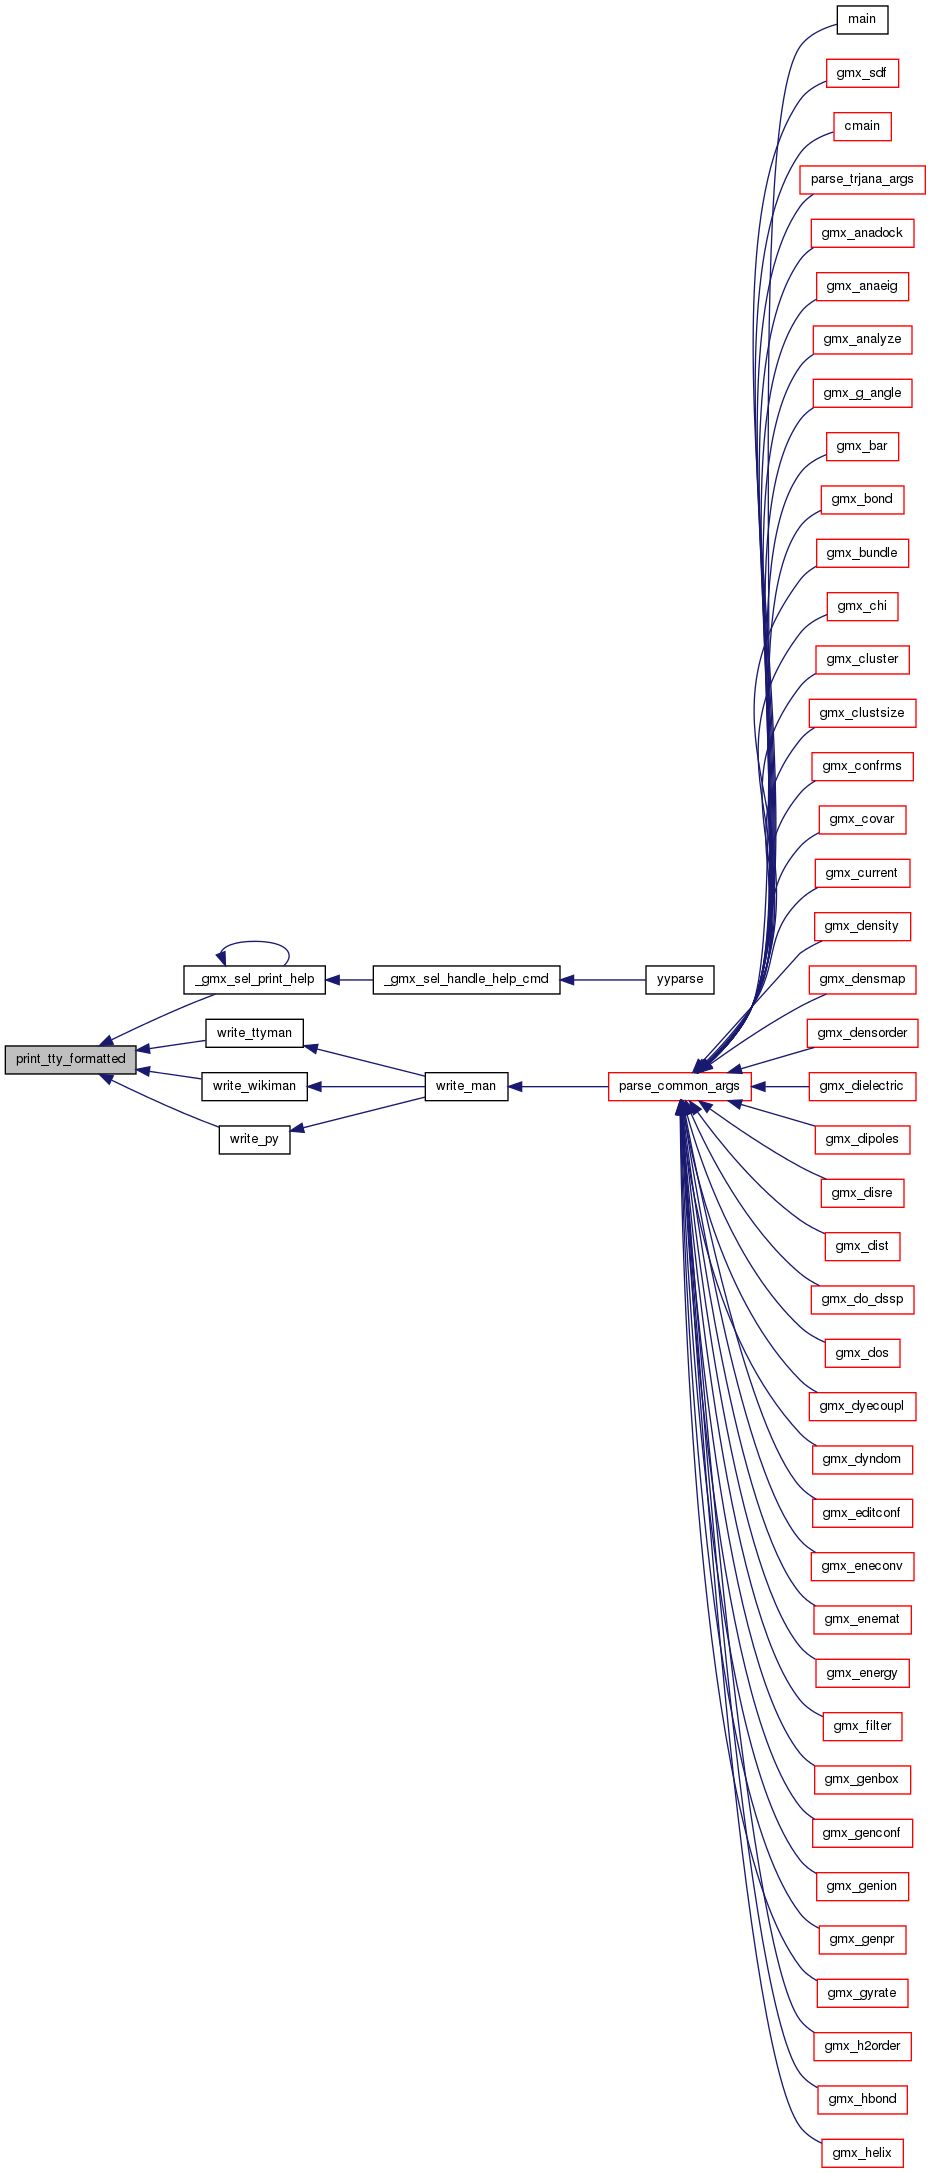 main
gmx_sdf
cmain
parse_trjana_args
gmx_anadock
gmx_anaeig
gmx_analyze
gmx_g_angle
gmx_bar
gmx_bond
gmx_bundle
gmx_chi
gmx_cluster
gmx_clustsize
gmx_confrms
gmx_covar
gmx_current
gmx_density
_gmx_sel_print_help
_gmx_sel_handle_help_cmd
yyparse
gmx_densmap
write_ttyman
gmx_densorder
print_tty_formatted
write_wikiman
write_man
parse_common_args
gmx_dielectric
write_py
gmx_dipoles
gmx_disre
gmx_dist
gmx_do_dssp
gmx_dos
gmx_dyecoupl
gmx_dyndom
gmx_editconf
gmx_eneconv
gmx_enemat
gmx_energy
gmx_filter
gmx_genbox
gmx_genconf
gmx_genion
gmx_genpr
gmx_gyrate
gmx_h2order
gmx_hbond
gmx_helix